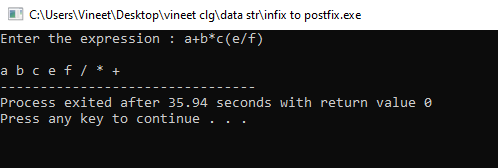 C:\Users\Vineet\Desktop\vineet clg\data str\infix to postfix.exe
Enter the expression : a+b*c(e/f)
a b c e f / * +
--------------------------------
Process exited after 35.94 seconds with return value 0
Press any key to continue . . .